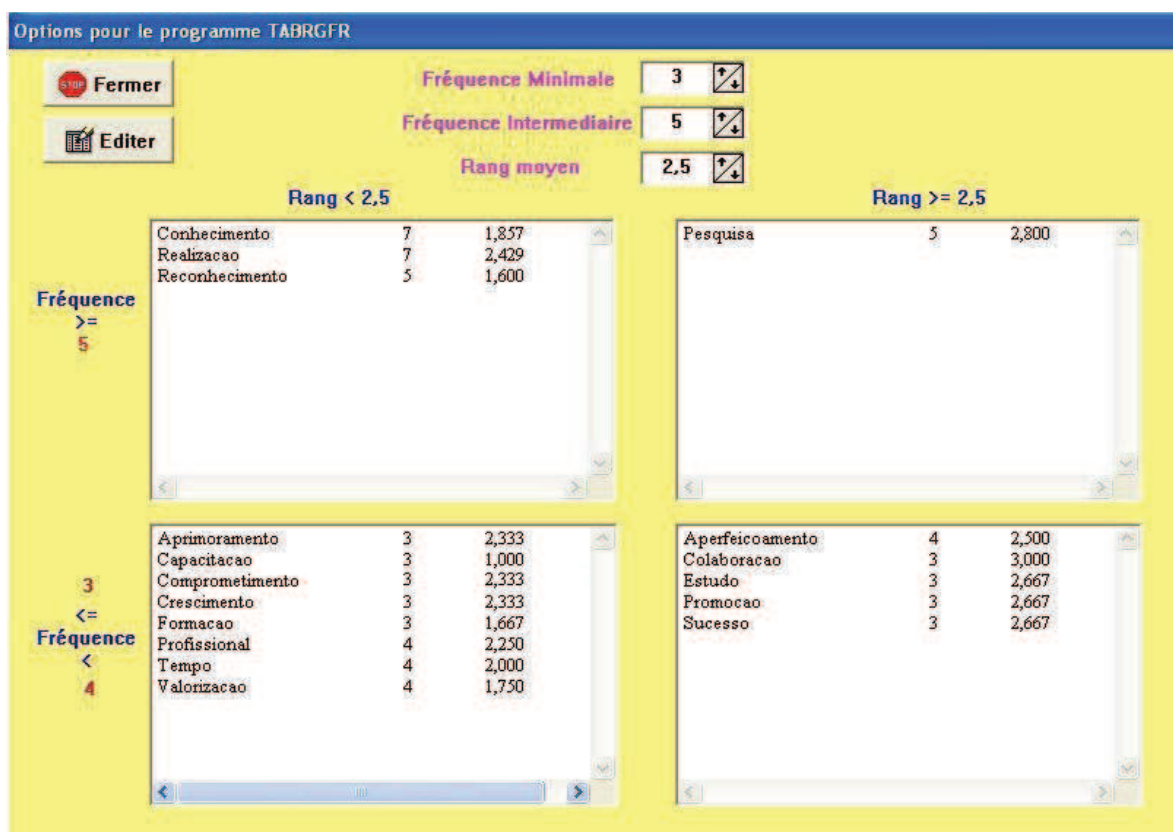 Options pour le programme TABRGFR
STOP Fermer
Editer
Fréquence Minimale 3
Fréquence Intermediaire 5
Rang moyen 2,5
Rang < 2,5
Rang >= 2,5
Fréquence
>=
5
Conhecimento 7 1,857
Realizacao 7 2,429
Reconhecimento 5 1,600
Pesquisa 5 2,800
3
<=
Fréquence
<
4
Aprimoramento 3 2,333
Capacitacao 3 1,000
Comprometimento 3 2,333
Crescimento 3 2,333
Formacao 3 1,667
Profissional 4 2,250
Tempo 4 2,000
Valorizacao 4 1,750
Aperfeicoamento 4 2,500
Colaboracao 3 3,000
Estudo 3 2,667
Promocao 3 2,667
Sucesso 3 2,667